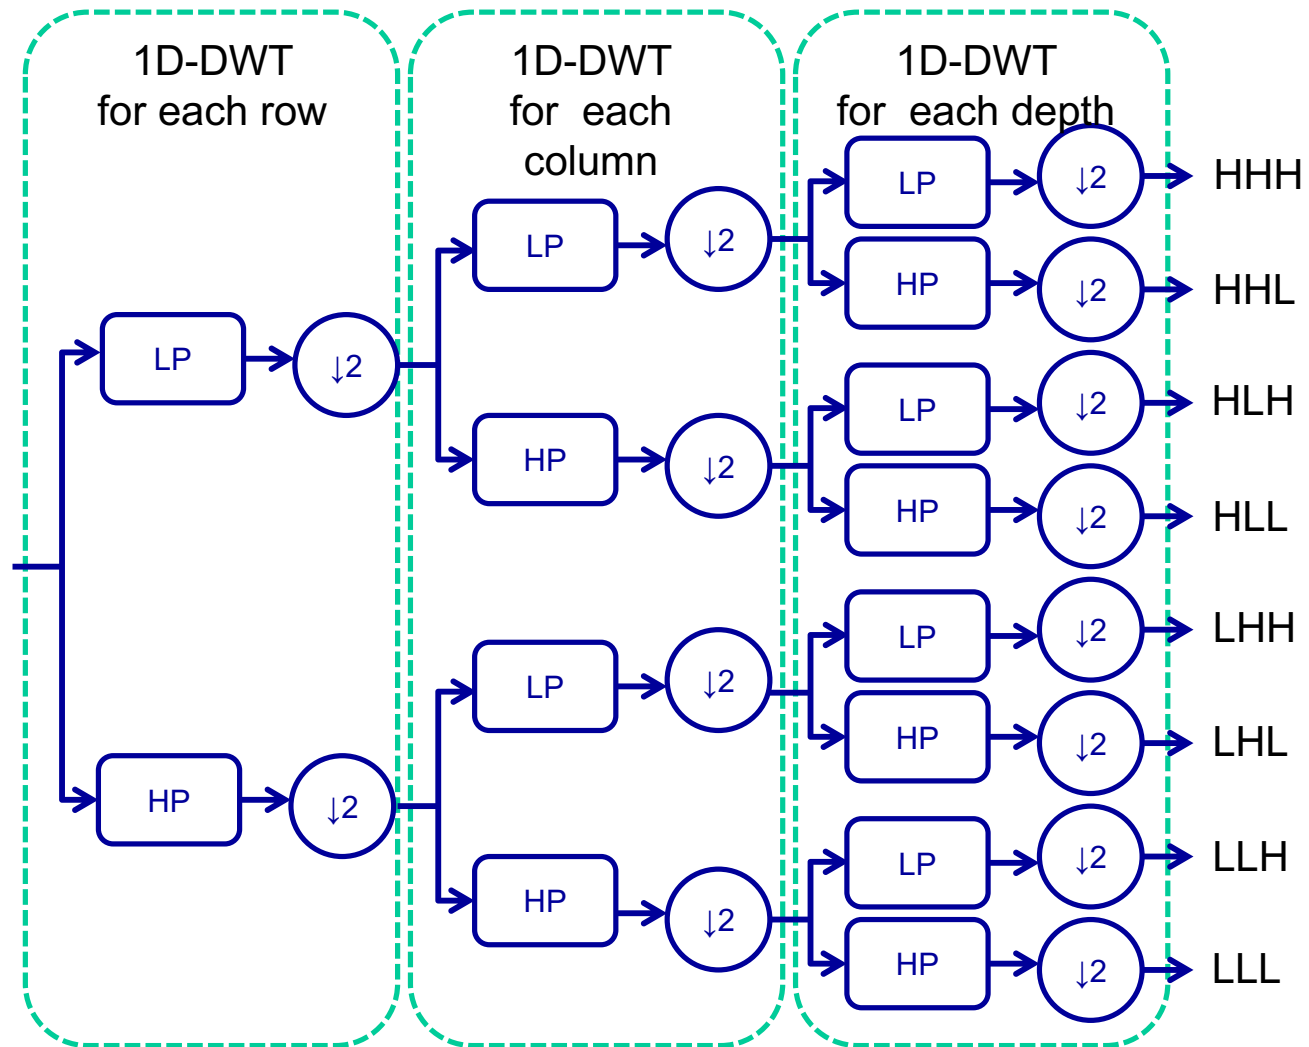 1D-DWT
for each row
1D-DWT
for each
column
1D-DWT
for each depth
LP
↓2
HP
↓2
LP
↓2
HP
↓2
LP
↓2
HP
↓2
LP
↓2
HHH
HP
↓2
HHL
LP
↓2
HLH
HP
↓2
HLL
LP
↓2
LHH
HP
↓2
LHL
LP
↓2
LLH
HP
↓2
LLL